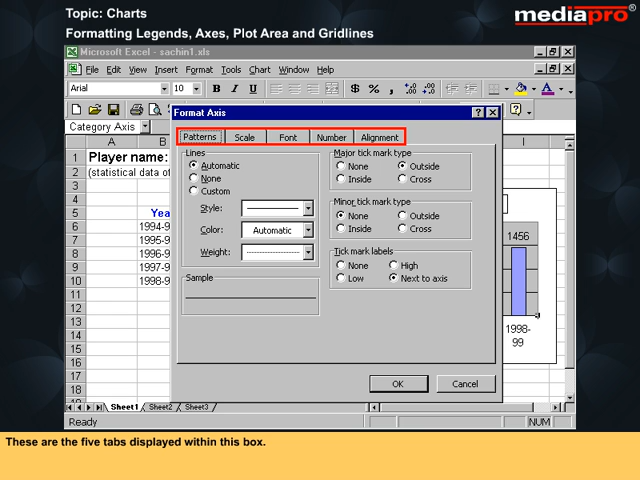 Topic: Charts
mediapro
Formatting Legends, Axes, Plot Area and Gridlines
Microsoft Excel - sachin1.xls
File Edit View Insert Format Tools Chart Window Help
Arial 10 B I U $ % ,
Category Axis
Format Axis
Patterns Scale Font Number Alignment
A B I
1 Player name:
2 (statistical data of
3
4
5 Yea
6 1994-9
7 1995-9
8 1996-9
9 1997-9
10 1998-9
11
12
13
14
15
16
17
18
Lines
Automatic
None
Custom
Style:
Color: Automatic
Weight:
Sample
Major tick mark type
None Outside
Inside Cross
Minor tick mark type
None Outside
Inside Cross
Tick mark labels
None High
Low Next to axis
1456
1998-
99
OK Cancel
Sheet1 Sheet2 Sheet3
Ready NUM
These are the five tabs displayed within this box.